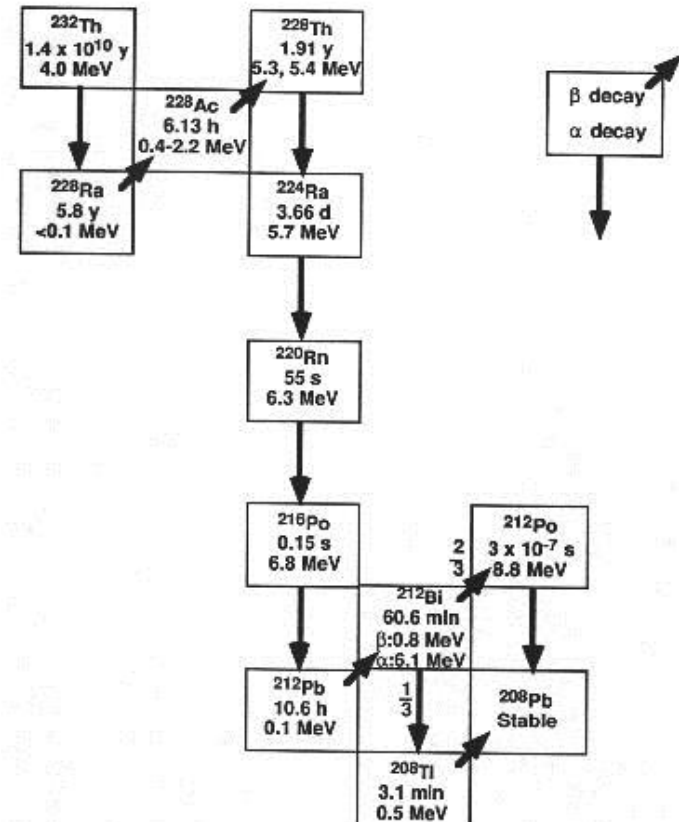 ²³²Th
1.4 x 10¹⁰ y
4.0 MeV
²²⁸Th
1.91 y
5.3, 5.4 MeV
²²⁸Ac
6.13 h
0.4-2.2 MeV
β decay
α decay
²²⁸Ra
5.8 y
<0.1 MeV
²²⁴Ra
3.66 d
5.7 MeV
²²⁰Rn
55 s
6.3 MeV
²¹⁶Po
0.15 s
6.8 MeV
²¹²Po
3 x 10⁻⁷ s
8.8 MeV
2/3
²¹²Bi
60.6 min
β:0.8 MeV
α:6.1 MeV
²¹²Pb
10.6 h
0.1 MeV
1/3
²⁰⁸Pb
Stable
²⁰⁸Tl
3.1 min
0.5 MeV